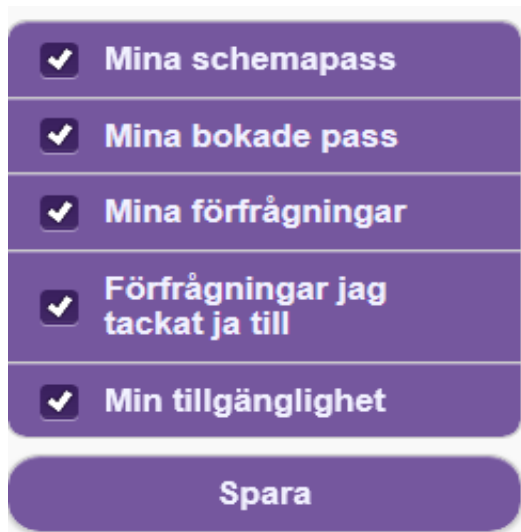 Mina schemapass
Mina bokade pass
Mina förfrågningar
Förfrågningar jag
tackat ja till
Min tillgänglighet
Spara